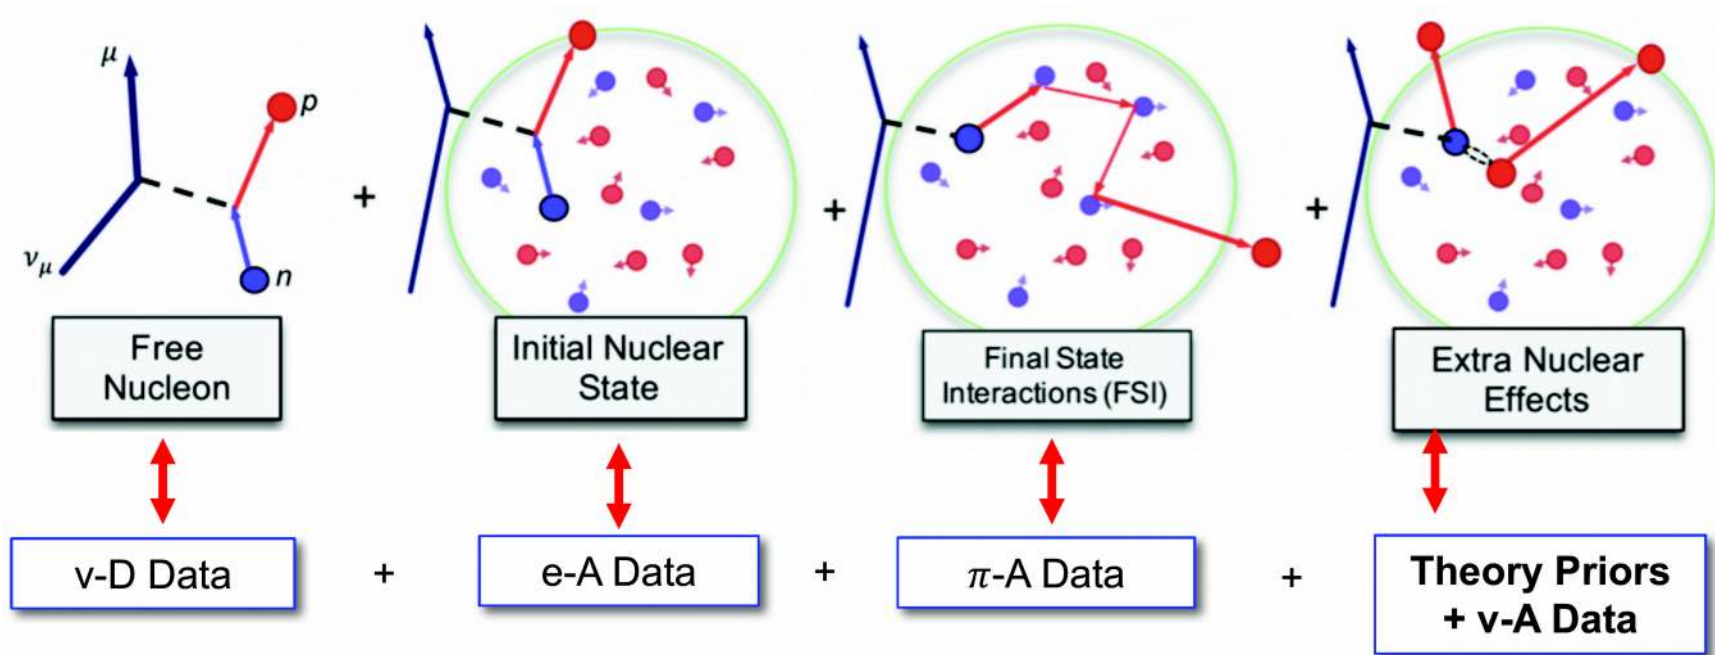 μ
p
ν_μ
n
+
+
+
Free
Nucleon
Initial Nuclear
State
Final State
Interactions (FSI)
Extra Nuclear
Effects
ν-D Data
+
e-A Data
+
π-A Data
+
Theory Priors
+ ν-A Data